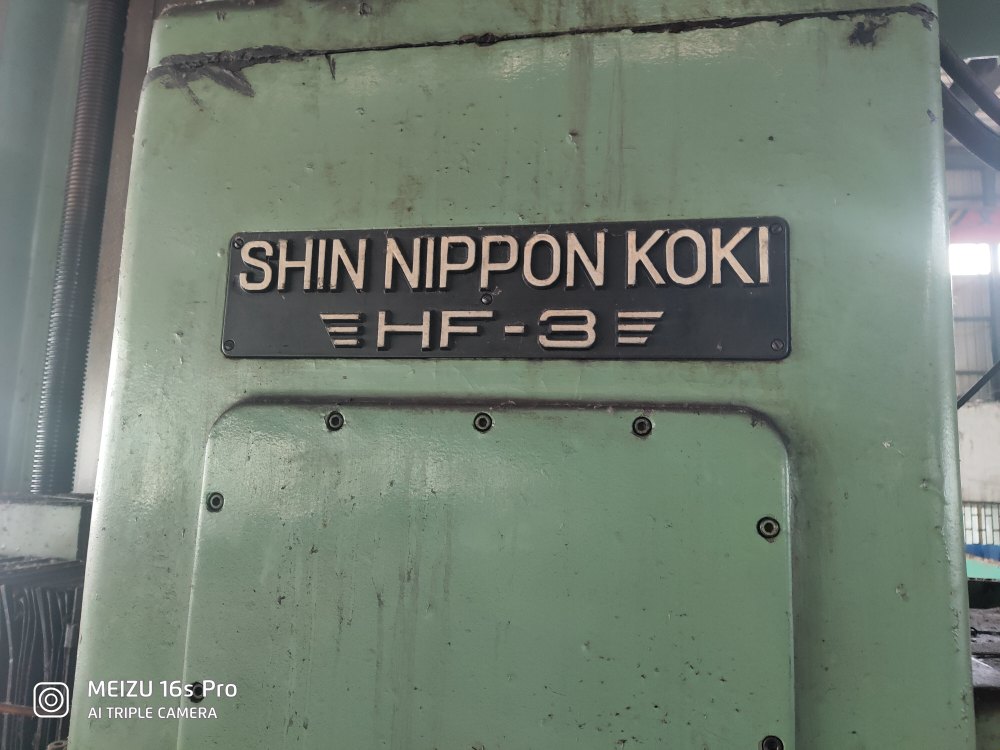 SHIN NIPPON KOKI
HF-3
MEIZU 16s Pro
AI TRIPLE CAMERA